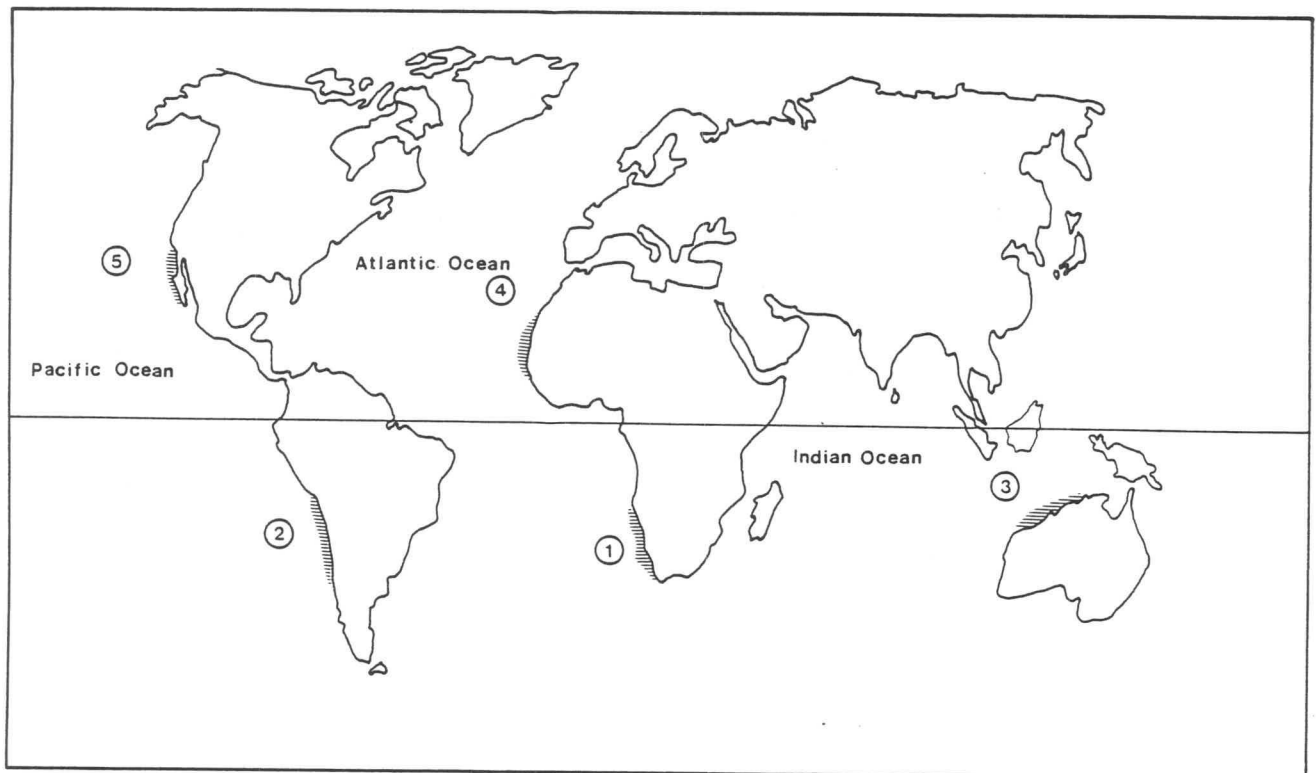 ⑤
Atlantic Ocean
④
Pacific Ocean
Indian Ocean
③
②
①